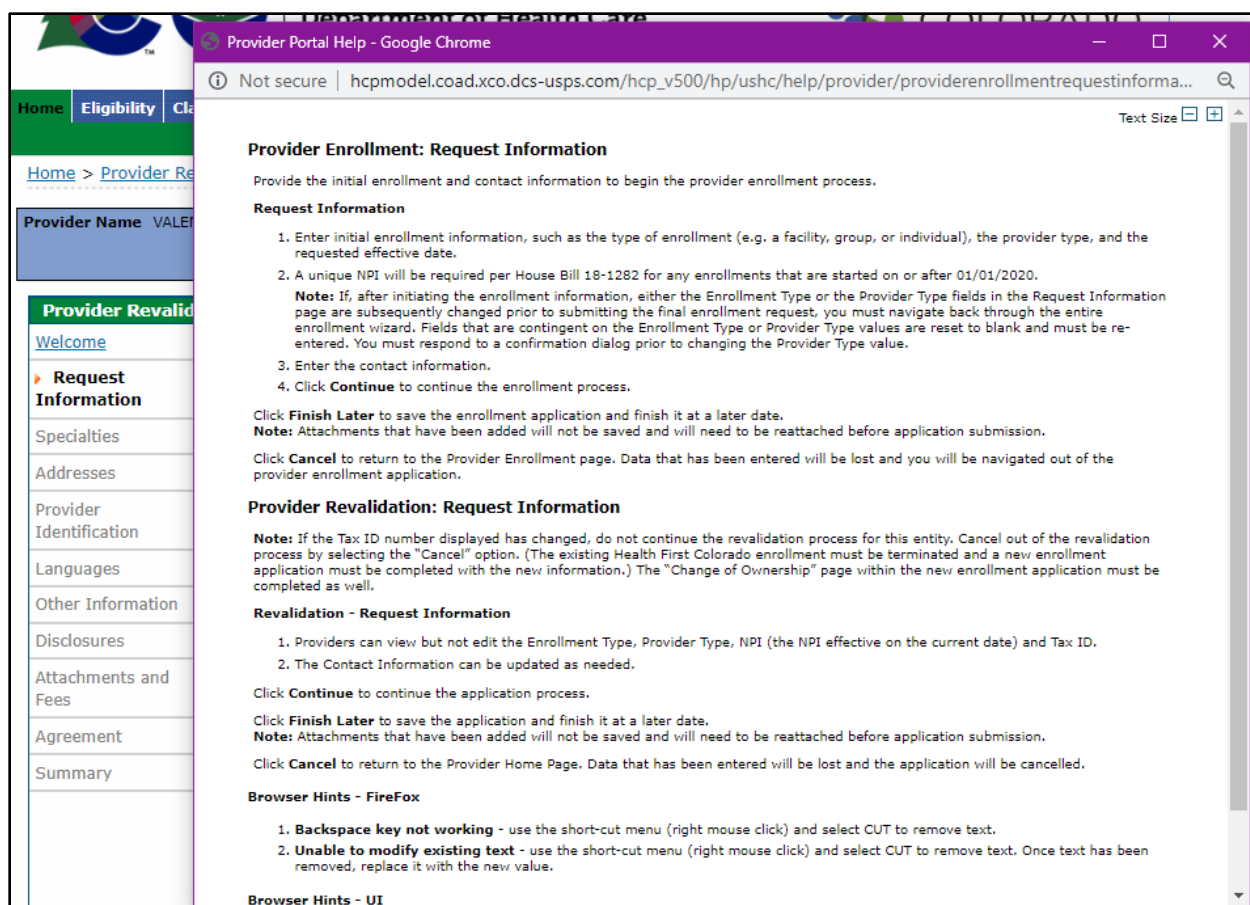 Department of Health Care
COLORADO
TM
Provider Portal Help - Google Chrome
Not secure | hcpmodel.coad.xco.dcs-usps.com/hcp_v500/hp/ushc/help/provider/providerenrollmentrequestinforma...
Home
Eligibility
Cla
Text Size
Home > Provider Re
Provider Name VALE
Provider Revalid
Welcome
Request
Information
Specialties
Addresses
Provider
Identification
Languages
Other Information
Disclosures
Attachments and
Fees
Agreement
Summary
Provider Enrollment: Request Information
Provide the initial enrollment and contact information to begin the provider enrollment process.
Request Information
1. Enter initial enrollment information, such as the type of enrollment (e.g. a facility, group, or individual), the provider type, and the
requested effective date.
2. A unique NPI will be required per House Bill 18-1282 for any enrollments that are started on or after 01/01/2020.
Note: If, after initiating the enrollment information, either the Enrollment Type or the Provider Type fields in the Request Information
page are subsequently changed prior to submitting the final enrollment request, you must navigate back through the entire
enrollment wizard. Fields that are contingent on the Enrollment Type or Provider Type values are reset to blank and must be re-
entered. You must respond to a confirmation dialog prior to changing the Provider Type value.
3. Enter the contact information.
4. Click Continue to continue the enrollment process.
Click Finish Later to save the enrollment application and finish it at a later date.
Note: Attachments that have been added will not be saved and will need to be reattached before application submission.
Click Cancel to return to the Provider Enrollment page. Data that has been entered will be lost and you will be navigated out of the
provider enrollment application.
Provider Revalidation: Request Information
Note: If the Tax ID number displayed has changed, do not continue the revalidation process for this entity. Cancel out of the revalidation
process by selecting the “Cancel” option. (The existing Health First Colorado enrollment must be terminated and a new enrollment
application must be completed with the new information.) The “Change of Ownership” page within the new enrollment application must be
completed as well.
Revalidation - Request Information
1. Providers can view but not edit the Enrollment Type, Provider Type, NPI (the NPI effective on the current date) and Tax ID.
2. The Contact Information can be updated as needed.
Click Continue to continue the application process.
Click Finish Later to save the application and finish it at a later date.
Note: Attachments that have been added will not be saved and will need to be reattached before application submission.
Click Cancel to return to the Provider Home Page. Data that has been entered will be lost and the application will be cancelled.
Browser Hints - FireFox
1. Backspace key not working - use the short-cut menu (right mouse click) and select CUT to remove text.
2. Unable to modify existing text - use the short-cut menu (right mouse click) and select CUT to remove text. Once text has been
removed, replace it with the new value.
Browser Hints - UI